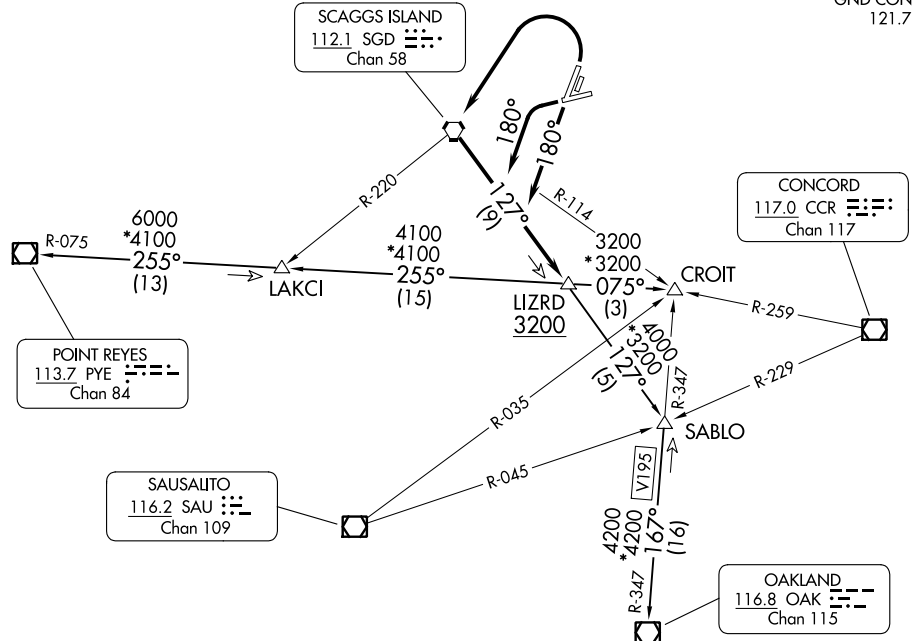 GND CON
121.7
SCAGGS ISLAND
112.1 SGD
Chan 58
180°
180°
127°
(9)
R-220
R-114
CONCORD
117.0 CCR
Chan 117
6000
*4100
255°
(13)
R-075
4100
*4100
255°
(15)
3200
*3200
075°
(3)
CROIT
LAKCI
LIZRD
3200
R-259
4000
*3200
127°
(5)
R-347
R-229
POINT REYES
113.7 PYE
Chan 84
R-035
SABLO
R-045
V195
SAUSALITO
116.2 SAU
Chan 109
4200
*4200
167°
(16)
R-347
OAKLAND
116.8 OAK
Chan 115